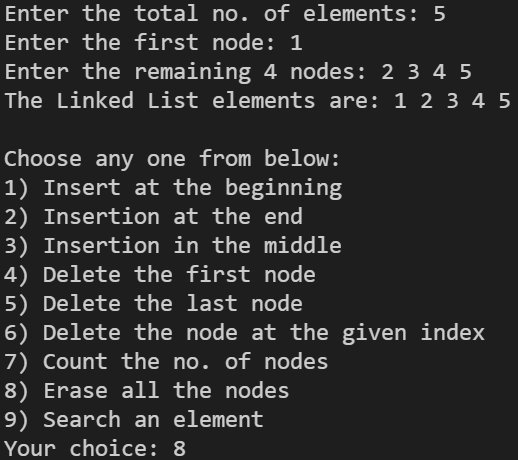 Enter the total no. of elements: 5
Enter the first node: 1
Enter the remaining 4 nodes: 2 3 4 5
The Linked List elements are: 1 2 3 4 5
Choose any one from below:
1) Insert at the beginning
2) Insertion at the end
3) Insertion in the middle
4) Delete the first node
5) Delete the last node
6) Delete the node at the given index
7) Count the no. of nodes
8) Erase all the nodes
9) Search an element
Your choice: 8